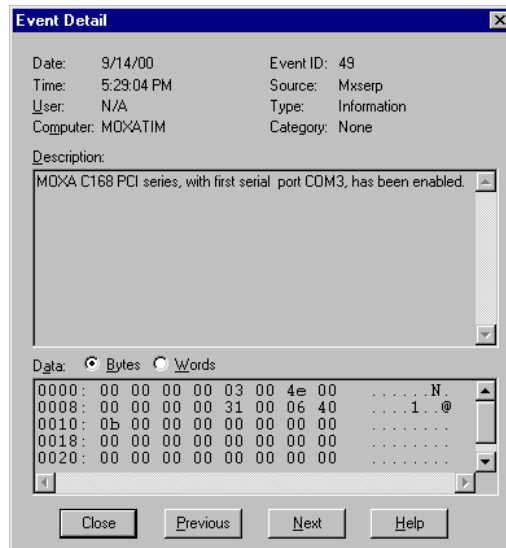 Event Detail
Date: 9/14/00 Event ID: 49
Time: 5:29:04 PM Source: Mxserp
User: N/A Type: Information
Computer: MOXATIM Category: None
Description:
MOXA C168 PCI series, with first serial port COM3, has been enabled.
Data: Bytes Words
0000: 00 00 00 00 03 00 4e 00 ......N.
0008: 00 00 00 00 31 00 06 40 ....1..@
0010: 0b 00 00 00 00 00 00 00 ........
0018: 00 00 00 00 00 00 00 00 ........
0020: 00 00 00 00 00 00 00 00 ........
Close Previous Next Help